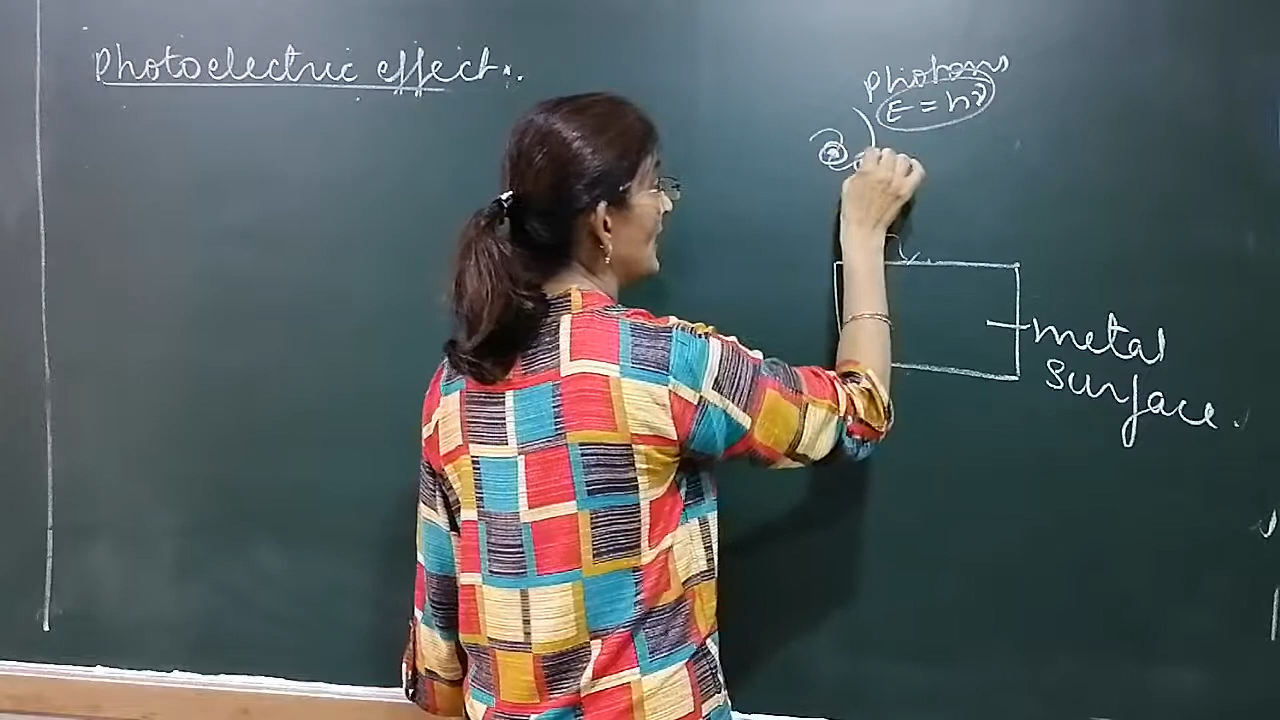 Photoelectric effect.
Photons
E = hν
metal
surface.